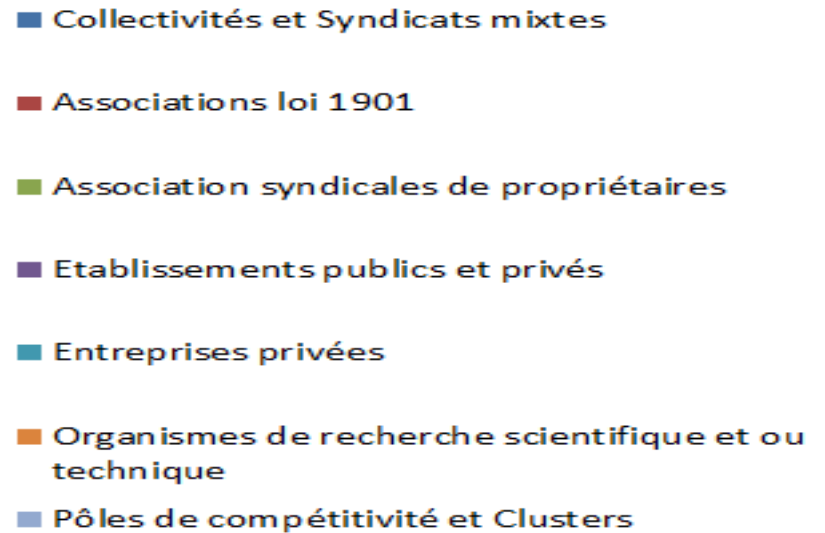 Collectivités et Syndicats mixtes
Associations loi 1901
Association syndicales de propriétaires
Etablissements publics et privés
Entreprises privées
Organismes de recherche scientifique et ou
technique
Pôles de compétitivité et Clusters